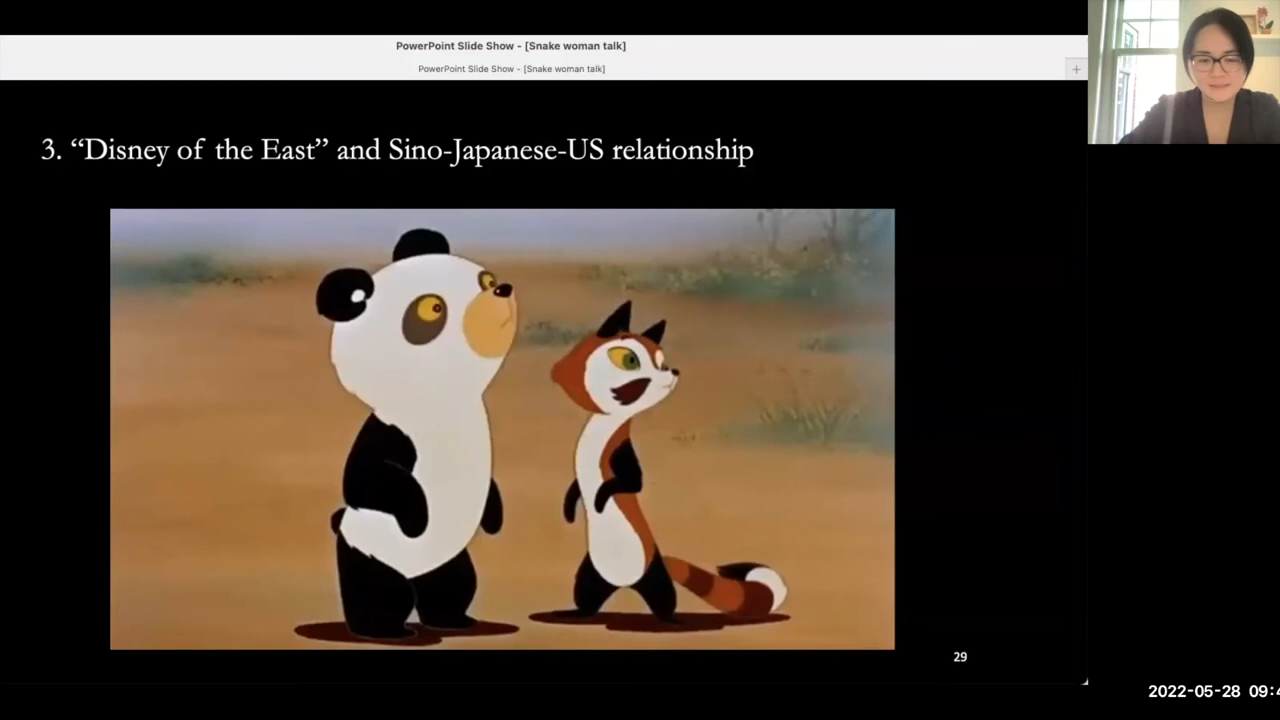 PowerPoint Slide Show - [Snake woman talk]
PowerPoint Slide Show - [Snake woman talk]
3. “Disney of the East” and Sino-Japanese-US relationship
29
2022-05-28